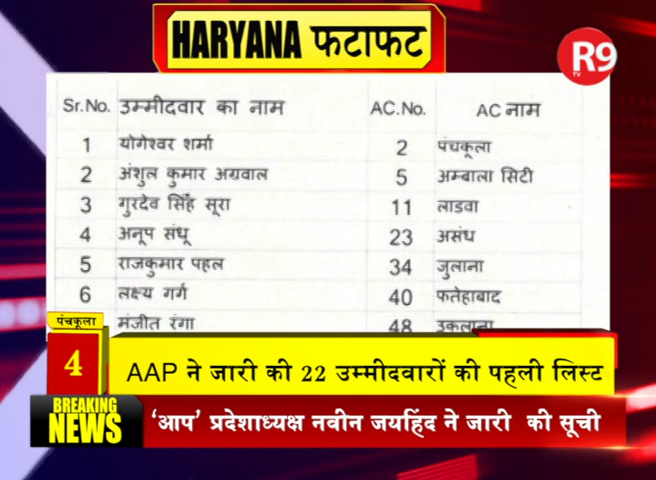 HARYANA फटाफट
R9
TV
Sr.No. उम्मीदवार का नाम AC.No. AC नाम
1 योगेश्वर शर्मा 2 पंचकूला
2 अंशुल कुमार अग्रवाल 5 अम्बाला सिटी
3 गुरदेव सिँह सूरा 11 लाडवा
4 अनूप संधू 23 असंध
5 राजकुमार पहल 34 जुलाना
6 लक्ष्य गर्ग 40 फतेहाबाद
मंजीत रंगा 48 उकलाना
पंचकूला
4 AAP ने जारी की 22 उम्मीदवारों की पहली लिस्ट
BREAKING NEWS ‘आप’ प्रदेशाध्यक्ष नवीन जयहिंद ने जारी की सूची